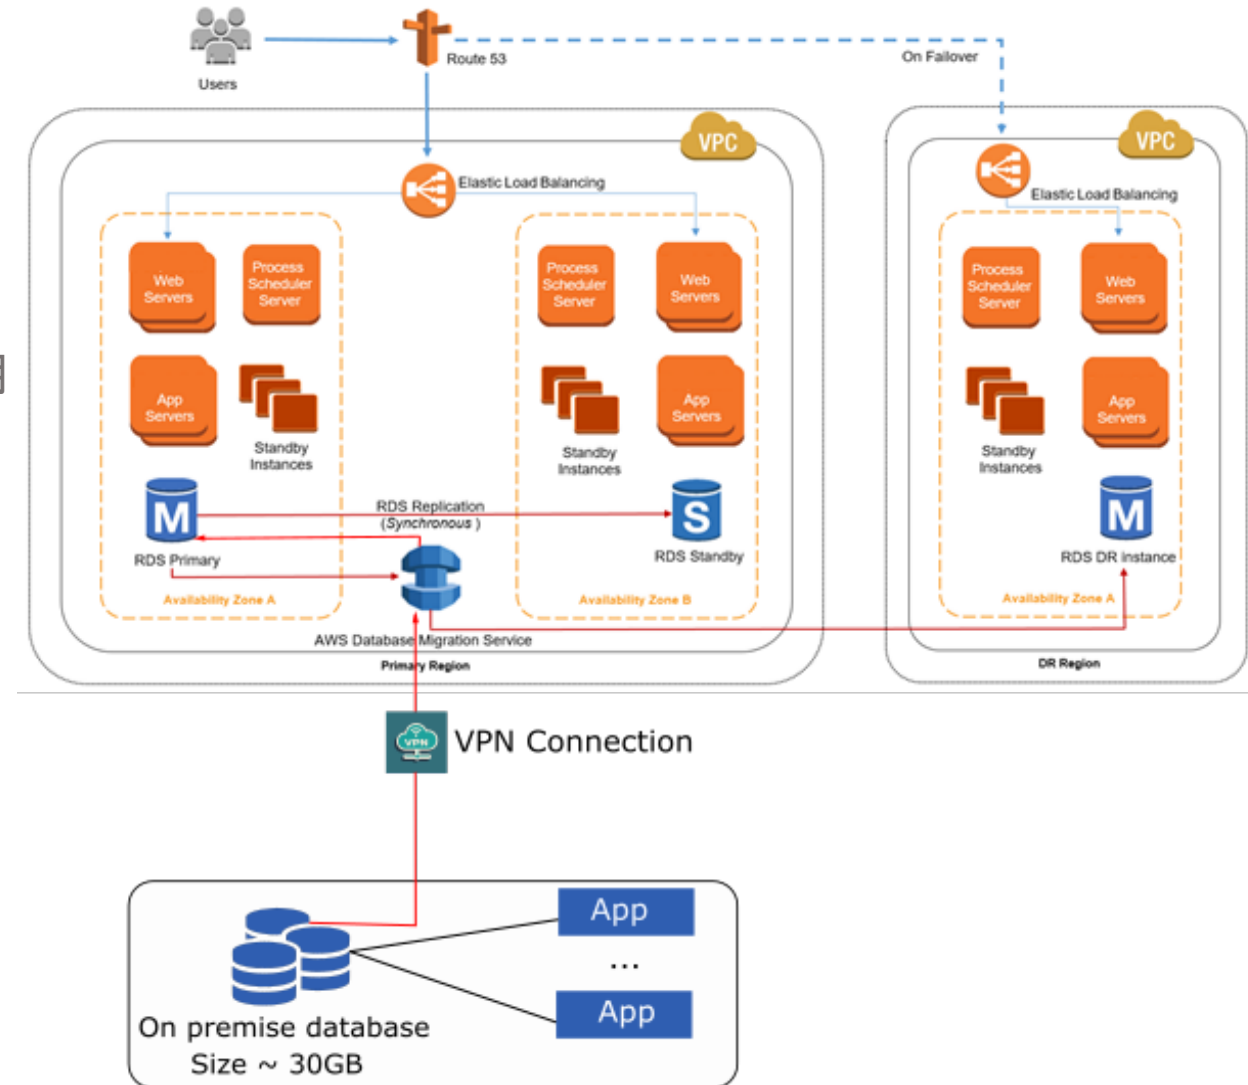 Users
Route 53
On Failover
VPC
VPC
Elastic Load Balancing
Elastic Load Balancing
Web
Servers
Process
Scheduler
Server
Process
Scheduler
Server
Web
Servers
Process
Scheduler
Server
Web
Servers
App
Servers
Standby
Instances
Standby
Instances
App
Servers
Standby
Instances
App
Servers
M
RDS Primary
RDS Replication
(Synchronous )
S
RDS Standby
M
RDS DR instance
Availability Zone A
Availability Zone B
Availability Zone A
AWS Database Migration Service
Primary Region
DR Region
VPN
VPN Connection
App
...
App
On premise database
Size ~ 30GB